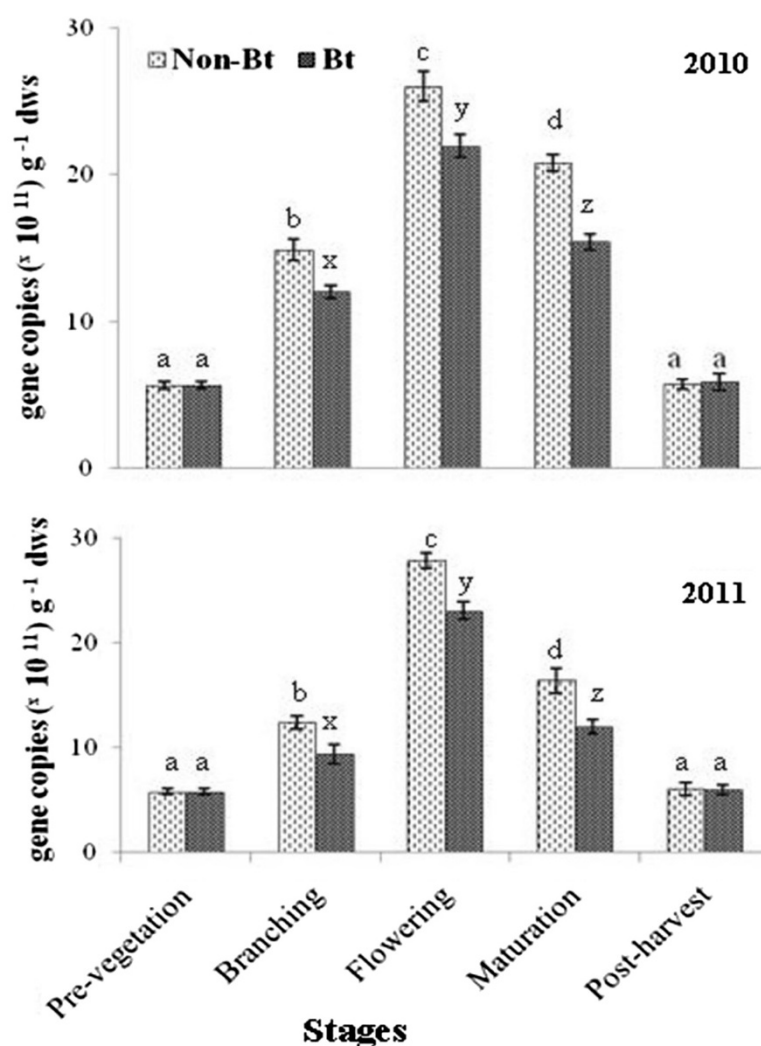 30
Non-Bt Bt
2010
c
y
d
20
z
b
x
10
a a
a a
0
gene copies (x 10 11) g -1 dws
30
c
y
2011
20
d
b
z
x
10
a a
a a
0
gene copies (x 10 11) g -1 dws
Pre-vegetation
Branching
Flowering
Maturation
Post-harvest
Stages